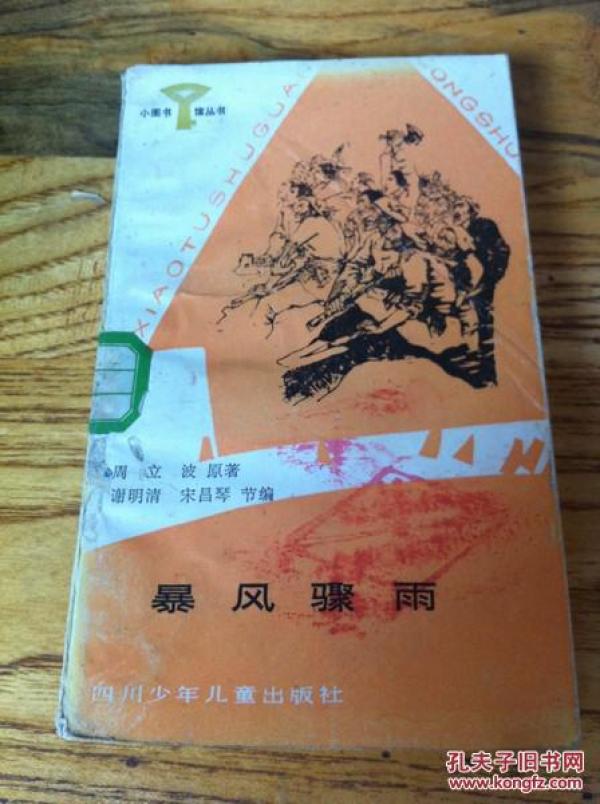 小图书馆丛书
XIAOTUSHUGUAN
CONGSHU
周立波 原著
谢明清 宋昌琴 节编
暴风骤雨
四川少年儿童出版社
孔夫子旧书网
www.kongfz.com